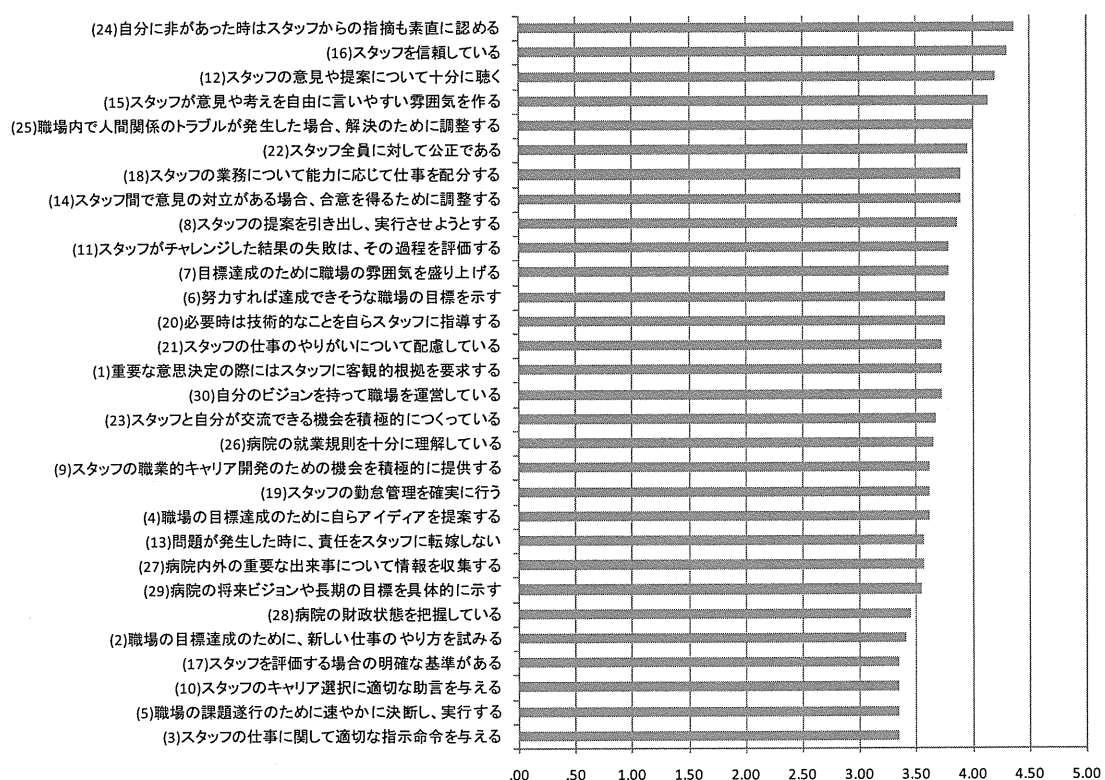 (24)自分に非があった時はスタッフからの指摘も素直に認める
(16)スタッフを信頼している
(12)スタッフの意見や提案について十分に聴く
(15)スタッフが意見や考えを自由に言いやすい雰囲気を作る
(25)職場内で人間関係のトラブルが発生した場合、解決のために調整する
(22)スタッフ全員に対して公正である
(18)スタッフの業務について能力に応じて仕事を配分する
(14)スタッフ間で意見の対立がある場合、合意を得るために調整する
(8)スタッフの提案を引き出し、実行させようとする
(11)スタッフがチャレンジした結果の失敗は、その過程を評価する
(7)目標達成のために職場の雰囲気を盛り上げる
(6)努力すれば達成できそうな職場の目標を示す
(20)必要時は技術的なことを自らスタッフに指導する
(21)スタッフの仕事のやりがいについて配慮している
(1)重要な意思決定の際にはスタッフに客観的根拠を要求する
(30)自分のビジョンを持って職場を運営している
(23)スタッフと自分が交流できる機会を積極的につくっている
(26)病院の就業規則を十分に理解している
(9)スタッフの職業的キャリア開発のための機会を積極的に提供する
(19)スタッフの勤怠管理を確実に行う
(4)職場の目標達成のために自らアイディアを提案する
(13)問題が発生した時に、責任をスタッフに転嫁しない
(27)病院内外の重要な出来事について情報を収集する
(29)病院の将来ビジョンや長期の目標を具体的に示す
(28)病院の財政状態を把握している
(2)職場の目標達成のために、新しい仕事のやり方を試みる
(17)スタッフを評価する場合の明確な基準がある
(10)スタッフのキャリア選択に適切な助言を与える
(5)職場の課題遂行のために速やかに決断し、実行する
(3)スタッフの仕事に関して適切な指示命令を与える
.00 .50 1.00 1.50 2.00 2.50 3.00 3.50 4.00 4.50 5.00